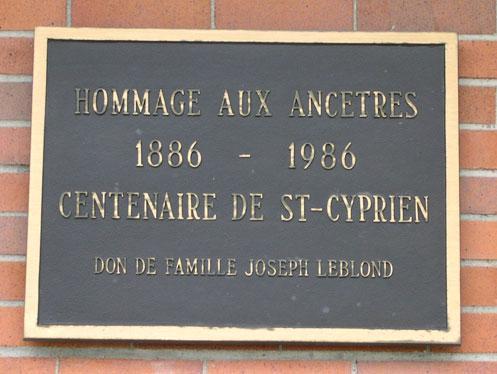 HOMMAGE AUX ANCETRES
1886 - 1986
CENTENAIRE DE ST-CYPRIEN
DON DE FAMILLE JOSEPH LEBLOND